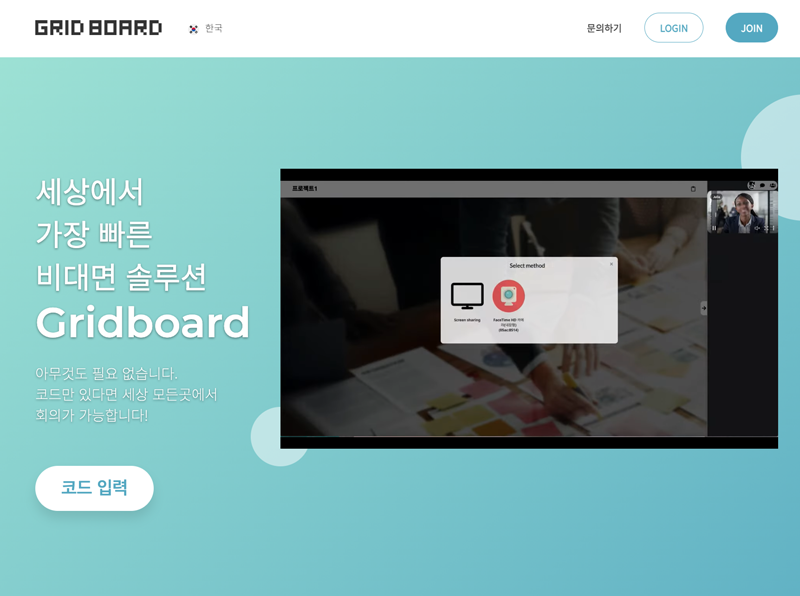 GRID BOARD
한국
문의하기
LOGIN
JOIN
세상에서
가장 빠른
비대면 솔루션
Gridboard
아무것도 필요 없습니다.
코드만 있다면 세상 모든곳에서
회의가 가능합니다!
코드 입력
프로젝트1
Select method
Screen sharing
FaceTime HD 카메
라(내장형)